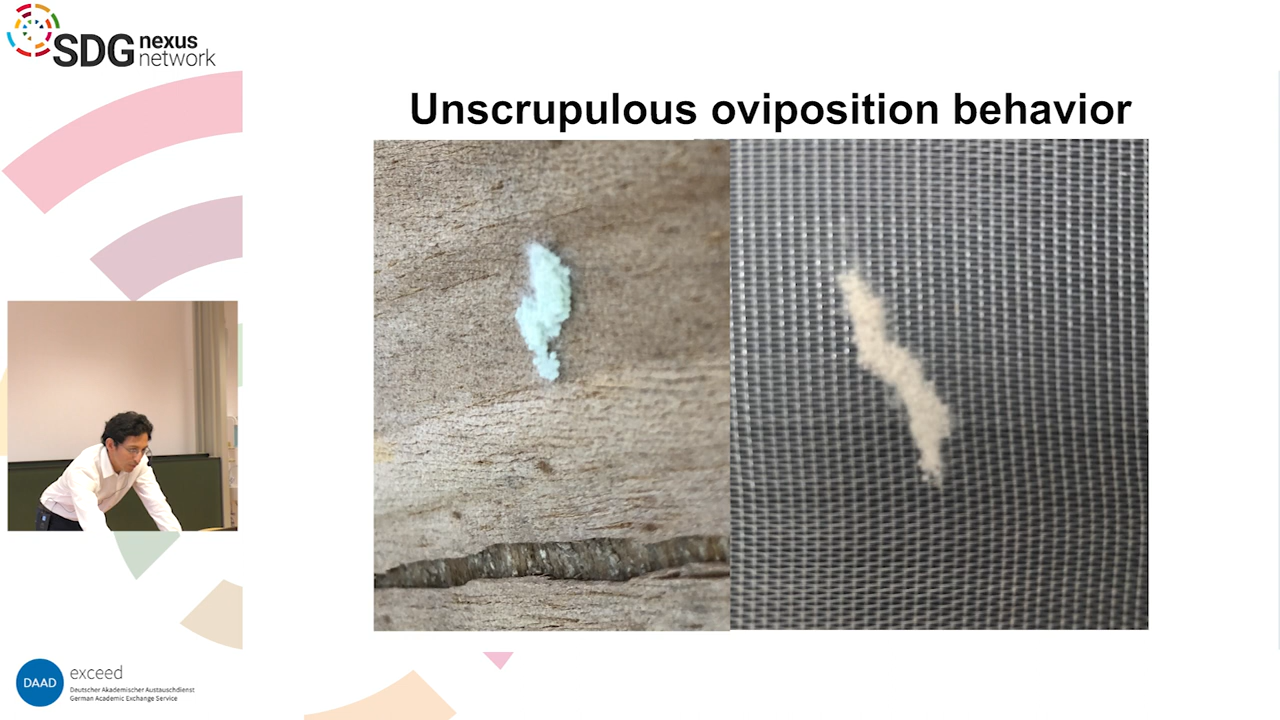 SDG nexus
network
Unscrupulous oviposition behavior
DAAD
exceed
Deutscher Akademischer Austauschdienst
German Academic Exchange Service